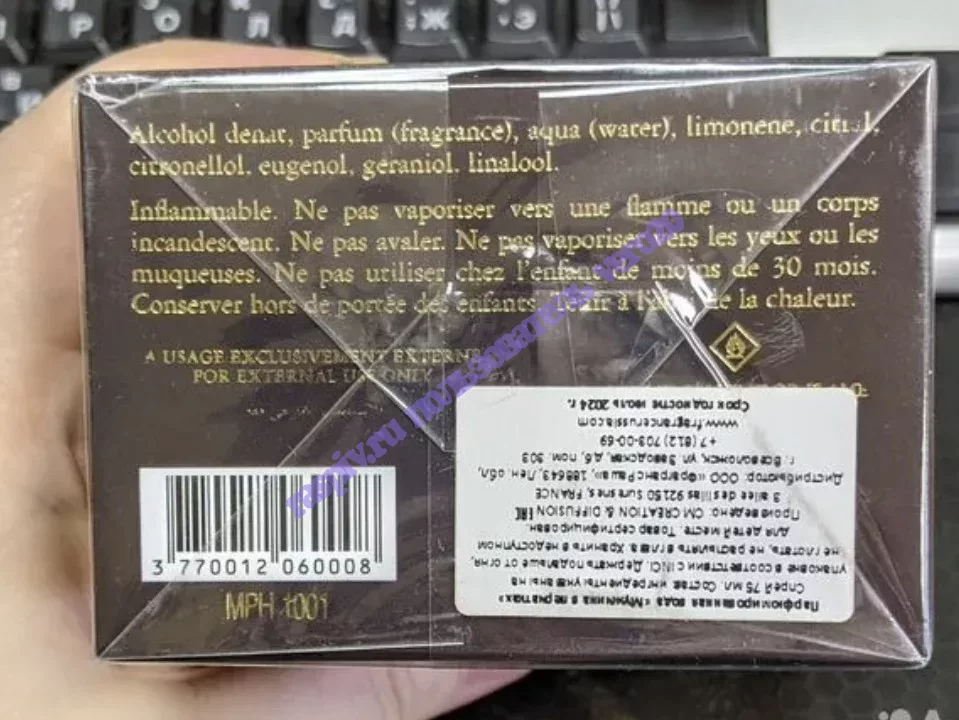 Alcohol denat, parfum (fragrance), aqua (water), limonene, citral,
citronellol, eugenol, geraniol, linalool.
Inflammable. Ne pas vaporiser vers une flamme ou un corps
incandescent. Ne pas avaler. Ne pas vaporiser vers les yeux ou les
muqueuses. Ne pas utiliser chez l'enfant de moins de 30 mois.
Conserver hors de portée des enfants. Tenir à l'abri de la chaleur.
A USAGE EXCLUSIVEMENT EXTERNE
FOR EXTERNAL USE ONLY
3 770012 060008
MPH 1001
Парфюмированная вода «Мужчина в перчатках»
Спрей 75 мл. Состав: ингредиенты указаны на
упаковке в соответствии с INCI. Держать подальше от огня,
не глотать, не распылять в глаза. Хранить в недоступном
для детей месте. Товар сертифицирован.
Произведено: CM CREATION & DIFFUSION EAC
3 allee des lilas 92150 Suresnes, FRANCE
Дистрибьютор: ООО «ФрагрансРаша», 188643, Лен.обл,
г. Всеволожск, ул. Заводская, д.6, пом. 303
+7 (812) 703-00-69
www.fragrancerussia.com
Срок годности июль 2024 г.
Р О Л Д Ж Э